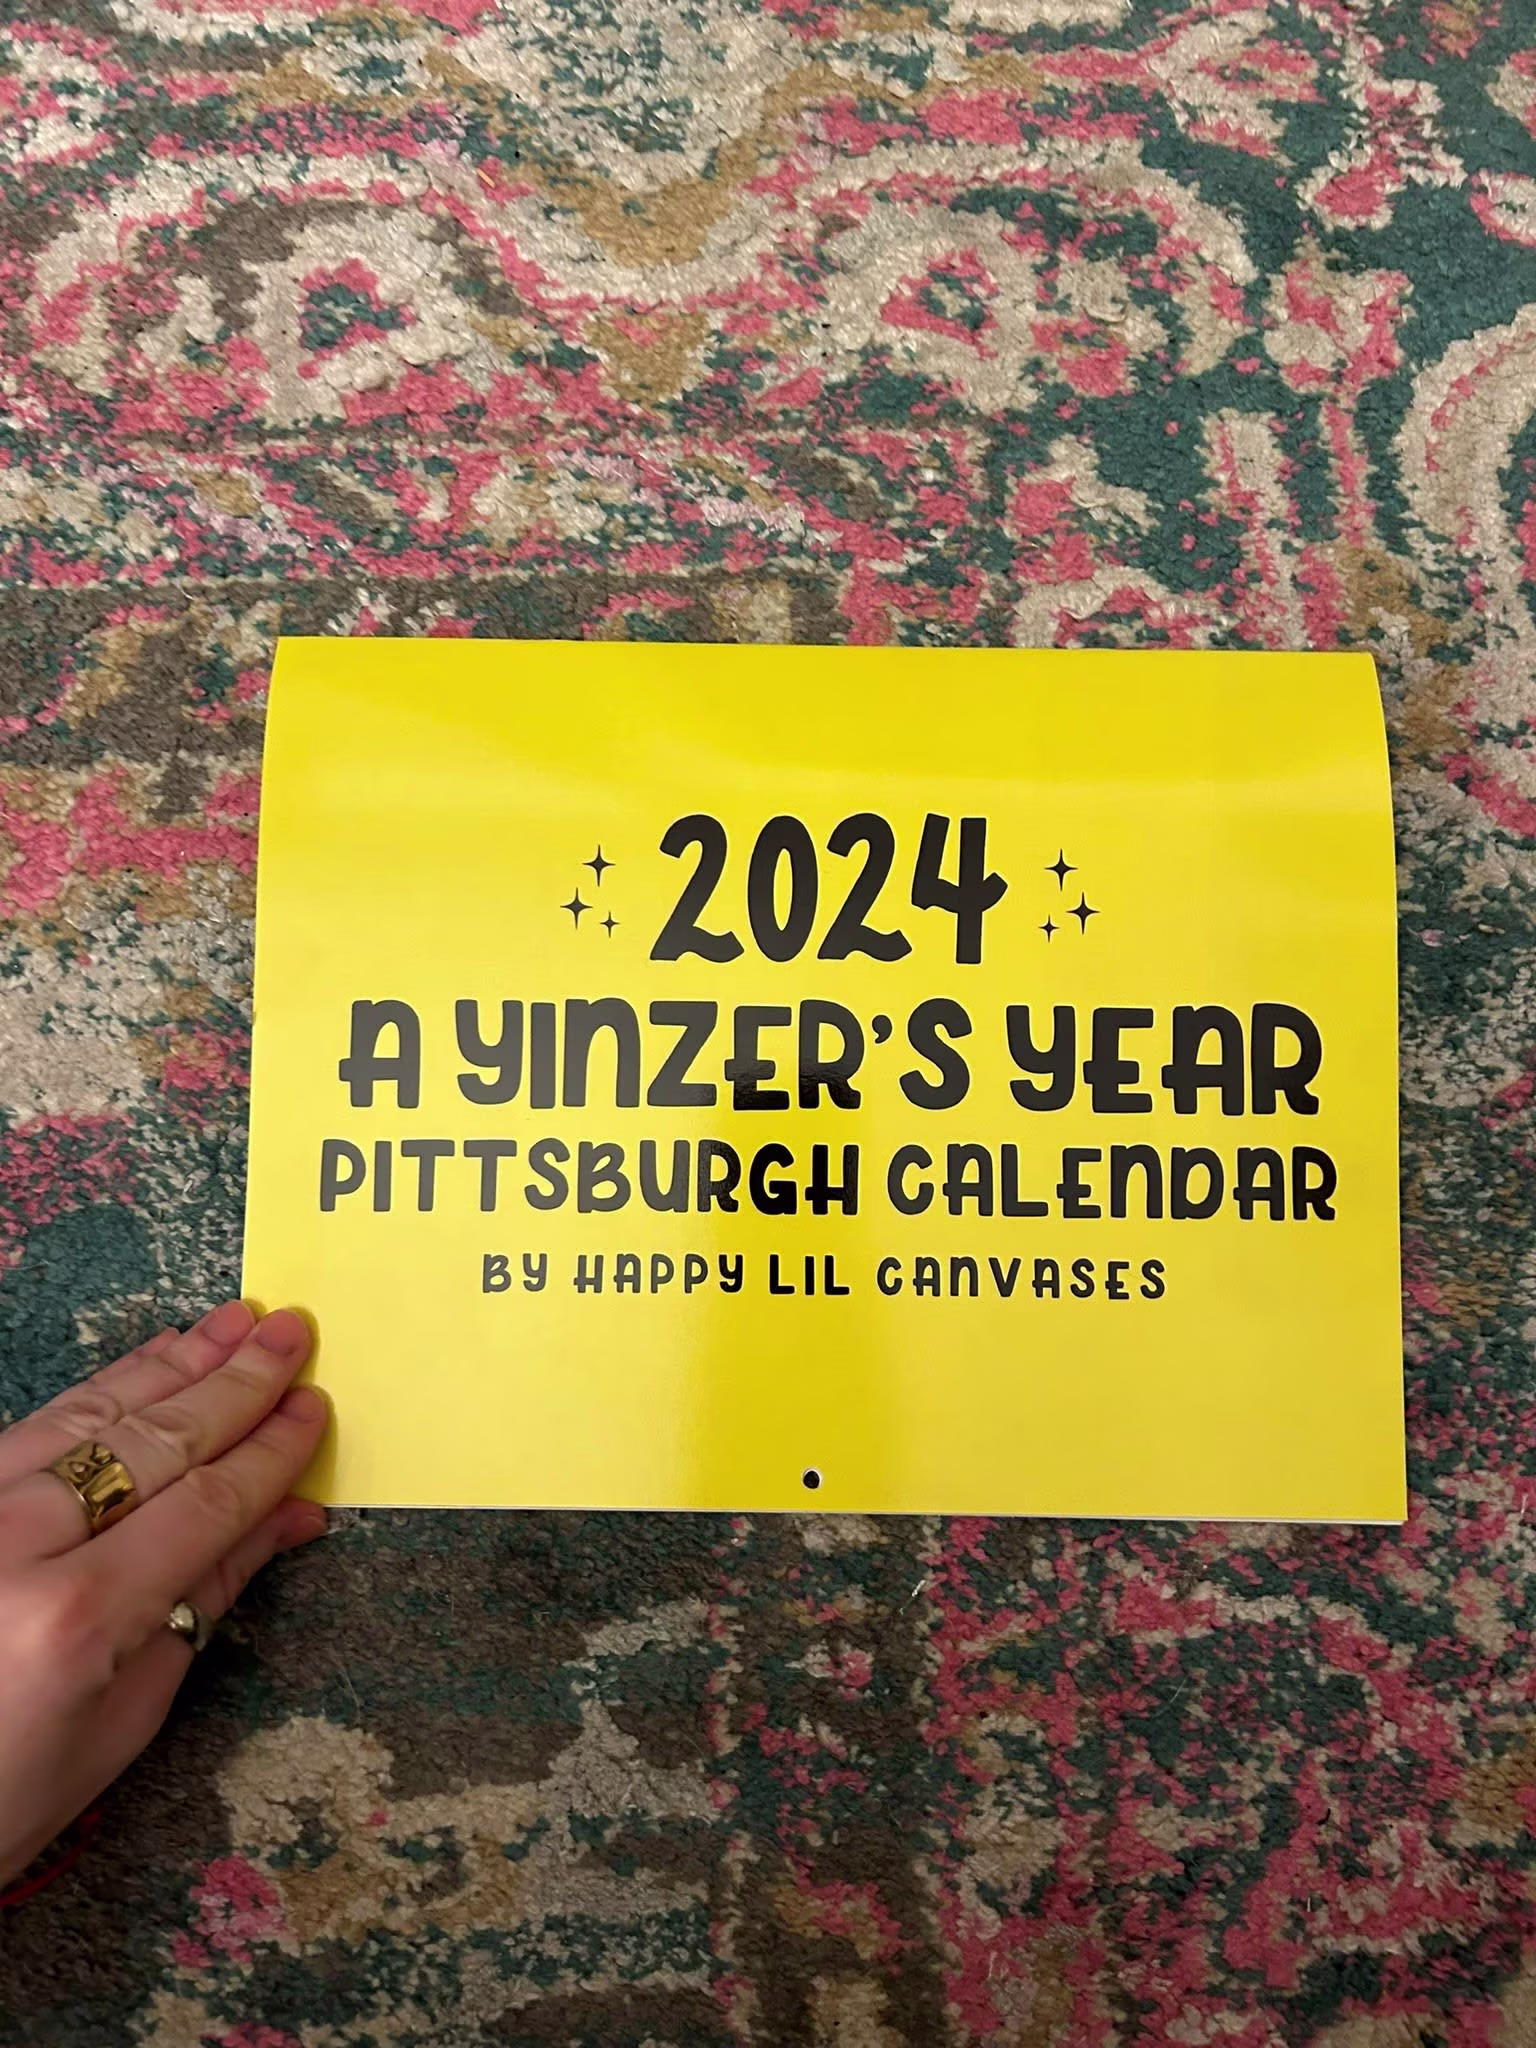 2024
A YINZER'S YEAR
PITTSBURGH CALENDAR
BY HAPPY LIL CANVASES